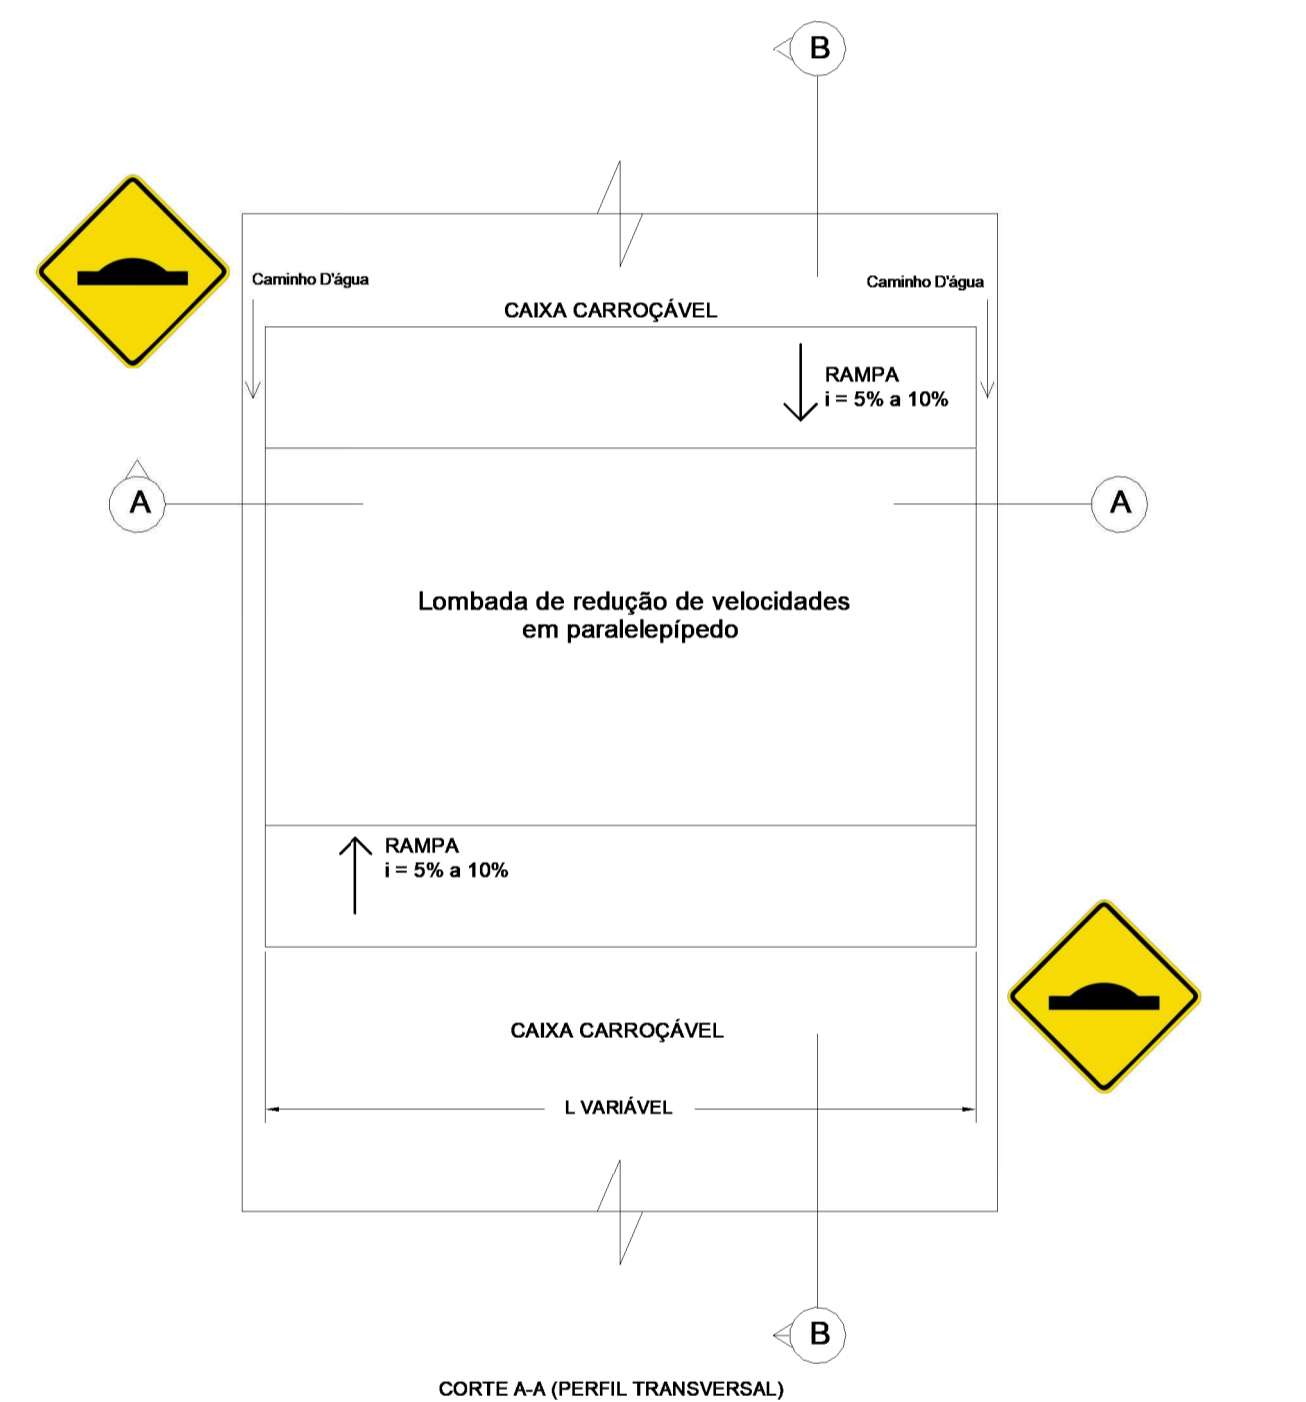 B
Caminho D'água
Caminho D'água
CAIXA CARROÇÁVEL
RAMPA
i = 5% a 10%
A
A
Lombada de redução de velocidades
em paralelepípedo
RAMPA
i = 5% a 10%
CAIXA CARROÇÁVEL
L VARIÁVEL
B
CORTE A-A (PERFIL TRANSVERSAL)